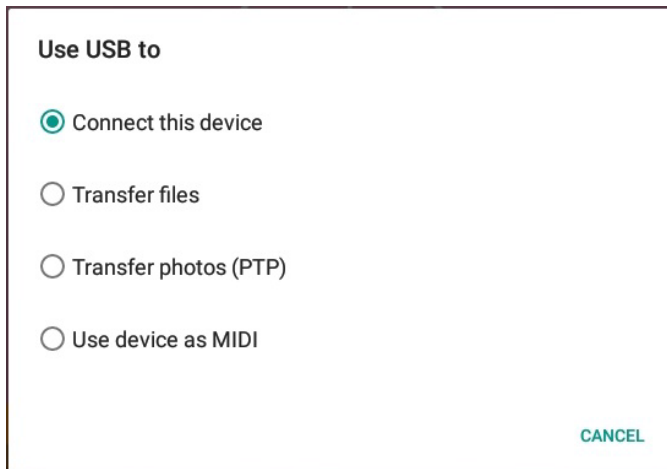 Use USB to
Connect this device
Transfer files
Transfer photos (PTP)
Use device as MIDI
CANCEL